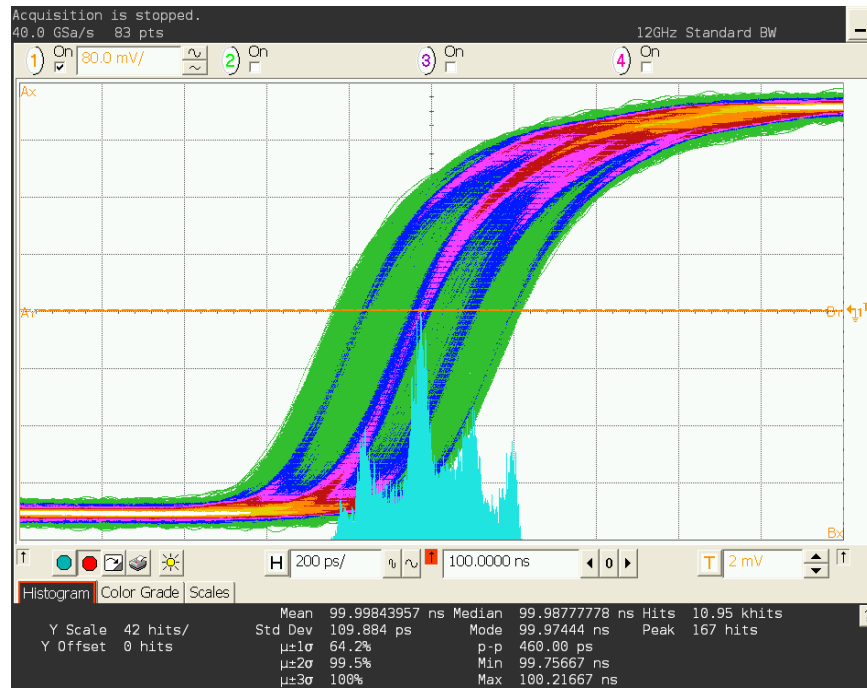 Acquisition is stopped.
40.0 GSa/s 83 pts 12GHz Standard BW
1 On 80.0 mV/ 2 On 3 On 4 On
Ax
Bx
H 200 ps/ 100.0000 ns 0 T 2 mV
Histogram Color Grade Scales
Mean 99.99843957 ns Median 99.98777778 ns Hits 10.95 khits
Y Scale 42 hits/ Std Dev 109.884 ps Mode 99.97444 ns Peak 167 hits
Y Offset 0 hits μ±1σ 64.2% p-p 460.00 ps
μ±2σ 99.5% Min 99.75667 ns
μ±3σ 100% Max 100.21667 ns